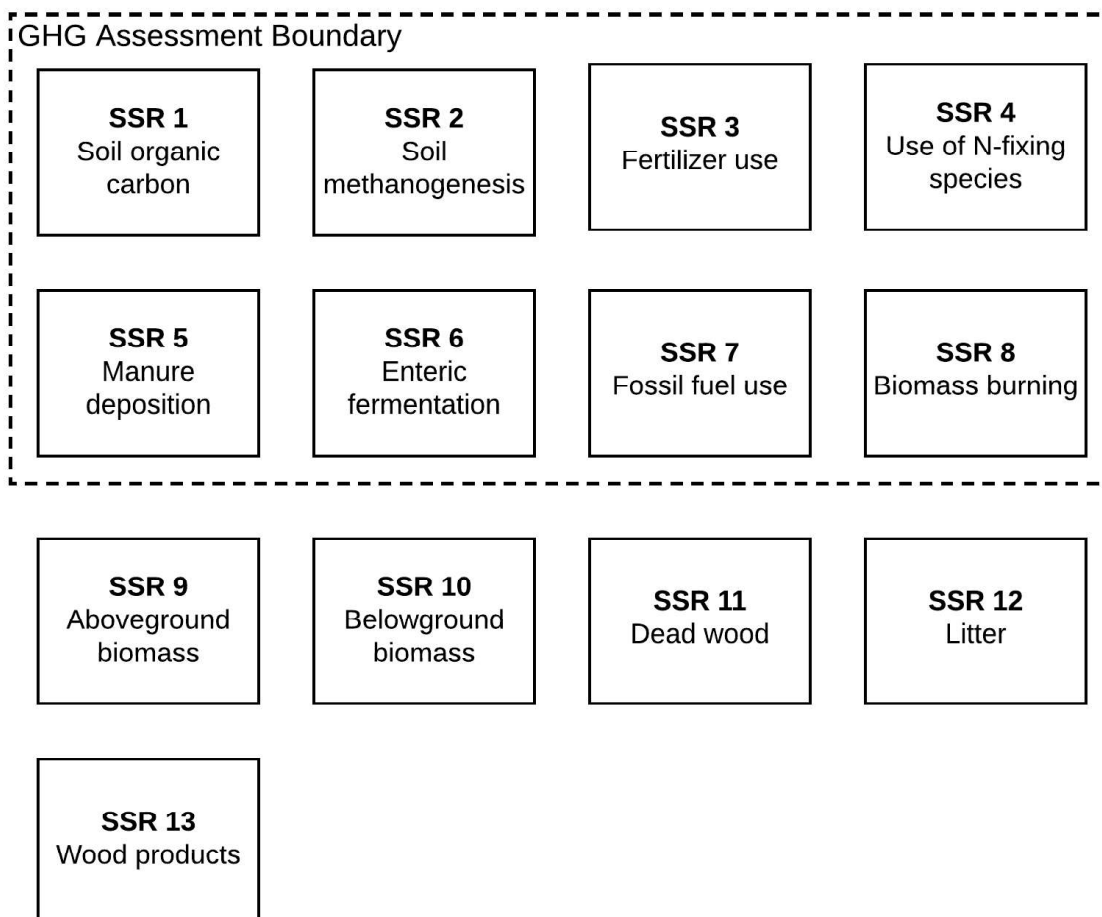 GHG Assessment Boundary
SSR 1
Soil organic
carbon
SSR 2
Soil
methanogenesis
SSR 3
Fertilizer use
SSR 4
Use of N-fixing
species
SSR 5
Manure
deposition
SSR 6
Enteric
fermentation
SSR 7
Fossil fuel use
SSR 8
Biomass burning
SSR 9
Aboveground
biomass
SSR 10
Belowground
biomass
SSR 11
Dead wood
SSR 12
Litter
SSR 13
Wood products